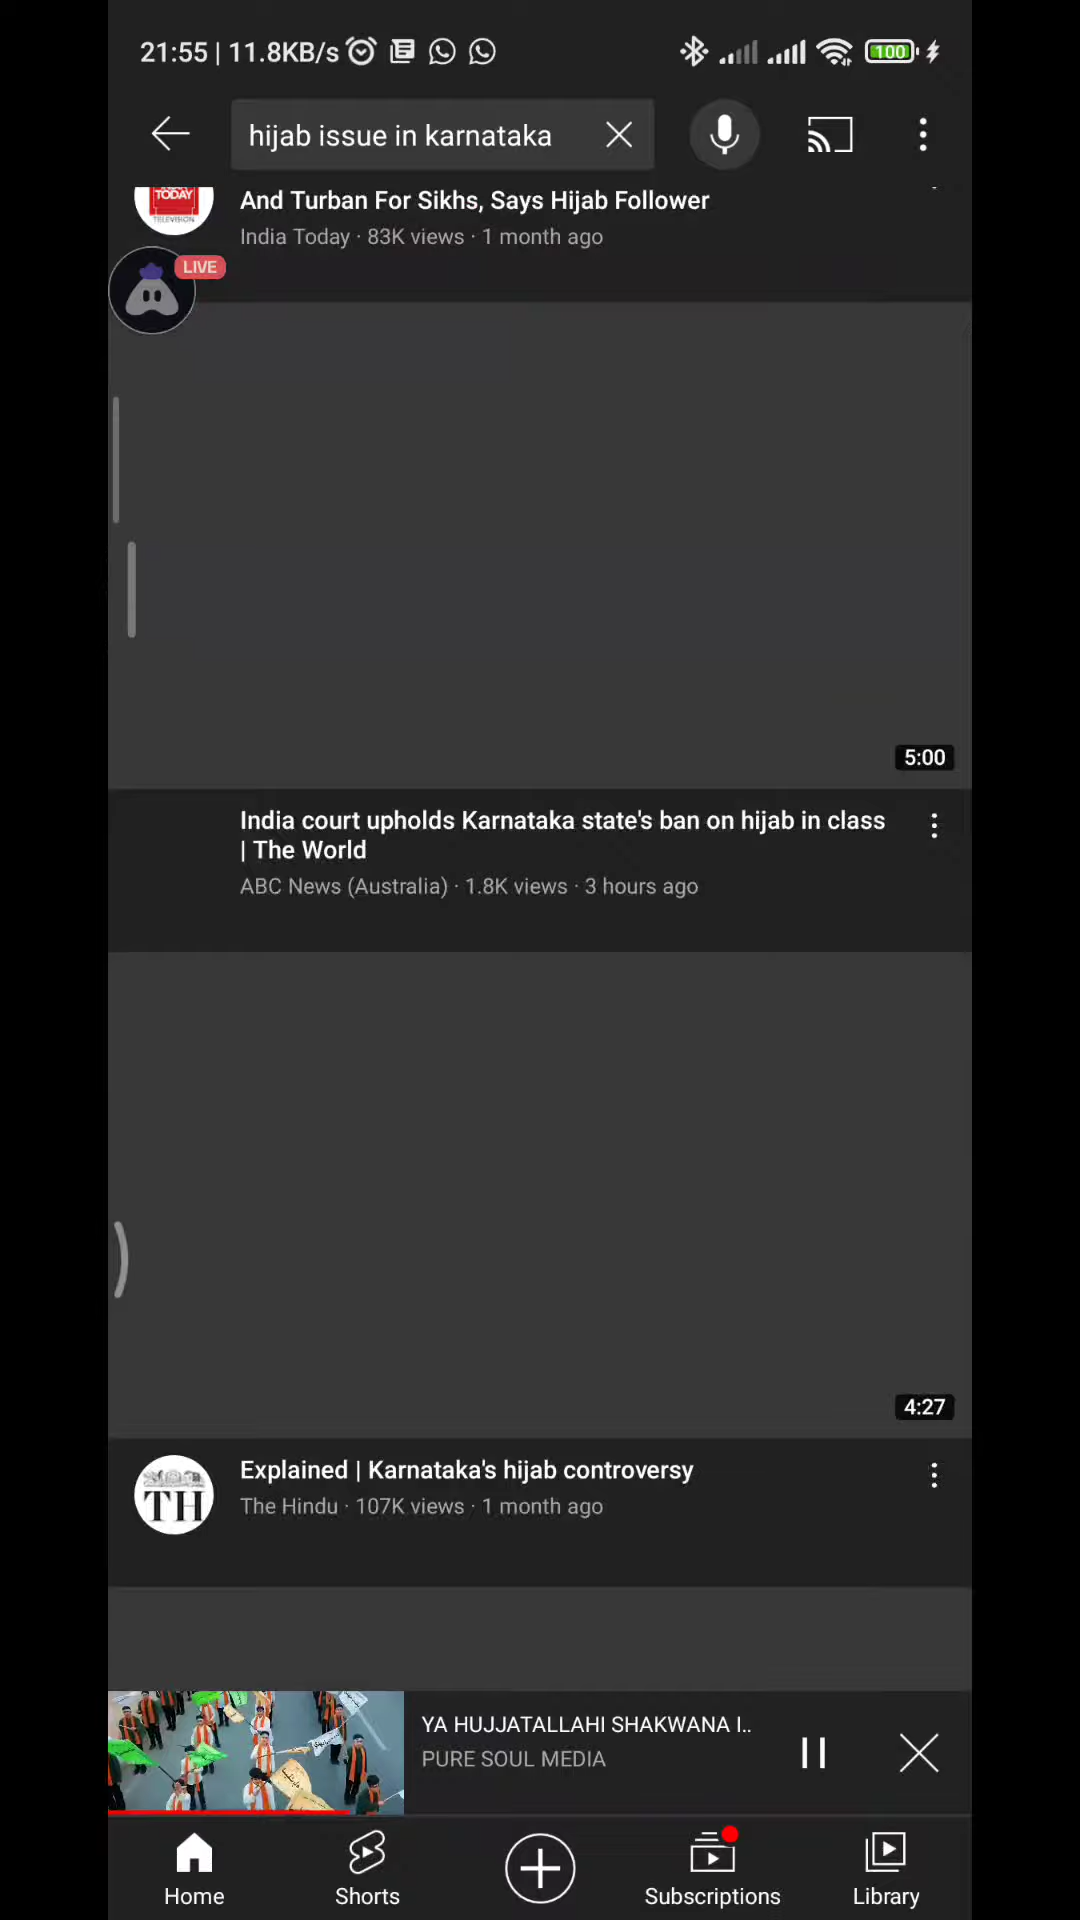 21:55 | 11.8KB/s
100
hijab issue in karnataka
TODAY
TELEVISION
And Turban For Sikhs, Says Hijab Follower
India Today · 83K views · 1 month ago
LIVE
5:00
India court upholds Karnataka state's ban on hijab in class
| The World
ABC News (Australia) · 1.8K views · 3 hours ago
4:27
TH
Explained | Karnataka's hijab controversy
The Hindu · 107K views · 1 month ago
YA HUJJATALLAHI SHAKWANA I..
PURE SOUL MEDIA
Home
Shorts
Subscriptions
Library